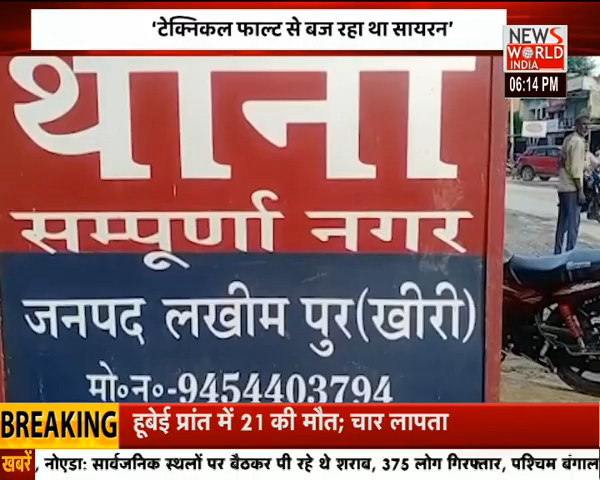 ‘टेक्निकल फाल्ट से बज रहा था सायरन’
NEWS
WORLD
INDIA
06:14 PM
थाना
सम्पूर्णा नगर
जनपद लखीम पुर(खीरी)
मो॰न॰-9454403794
BREAKING हूबेई प्रांत में 21 की मौत; चार लापता
खबरें , नोएडा: सार्वजनिक स्थलों पर बैठकर पी रहे थे शराब, 375 लोग गिरफ्तार, पश्चिम बंगाल